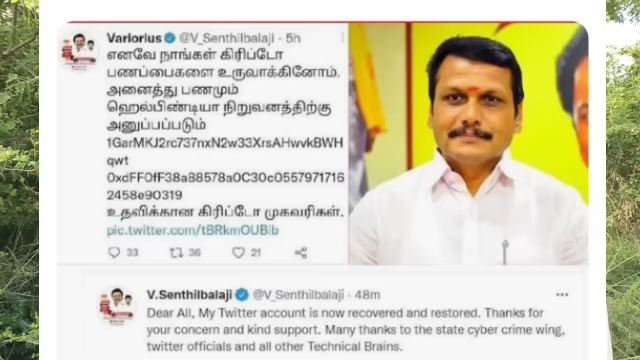 Variorius @V_Senthilbalaji · 5h
எனவே நாங்கள் கிரிப்டோ
பணப்பைகளை உருவாக்கினோம்.
அனைத்து பணமும்
ஹெல்பிண்டியா நிறுவனத்திற்கு
அனுப்பப்படும்
1GarMKJ2rc737nxN2w33XrsAHwvkBWH
qwt
0xdFF0fF38a88578a0C30c0557971716
2458e90319
உதவிக்கான கிரிப்டோ முகவரிகள்.
pic.twitter.com/tBRkmOUBib
33 36 21
V.Senthilbalaji @V_Senthilbalaji · 48m
Dear All, My Twitter account is now recovered and restored. Thanks for
your concern and kind support. Many thanks to the state cyber crime wing,
twitter officials and all other Technical Brains.